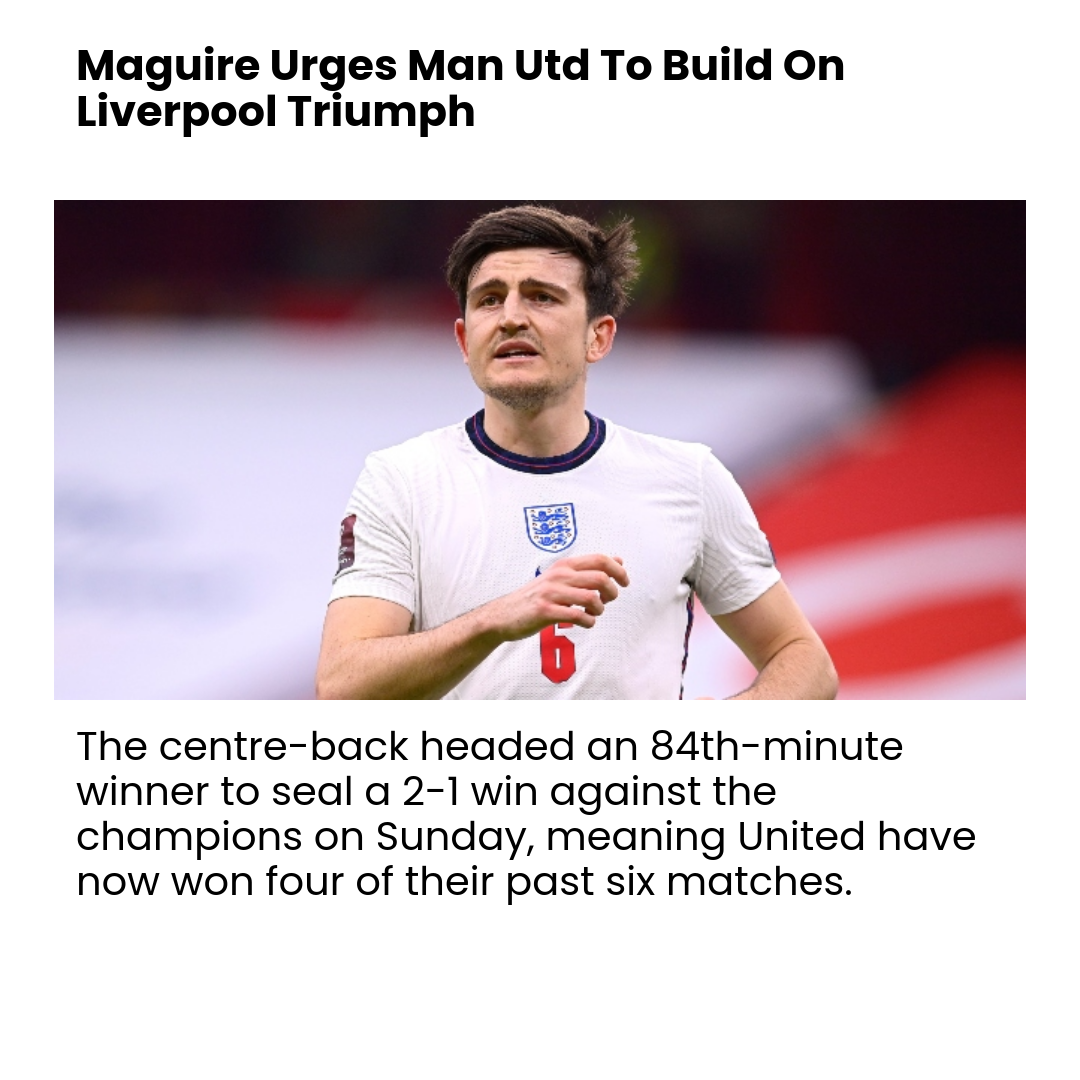 Maguire Urges Man Utd To Build On
Liverpool Triumph
6
The centre-back headed an 84th-minute
winner to seal a 2-1 win against the
champions on Sunday, meaning United have
now won four of their past six matches.